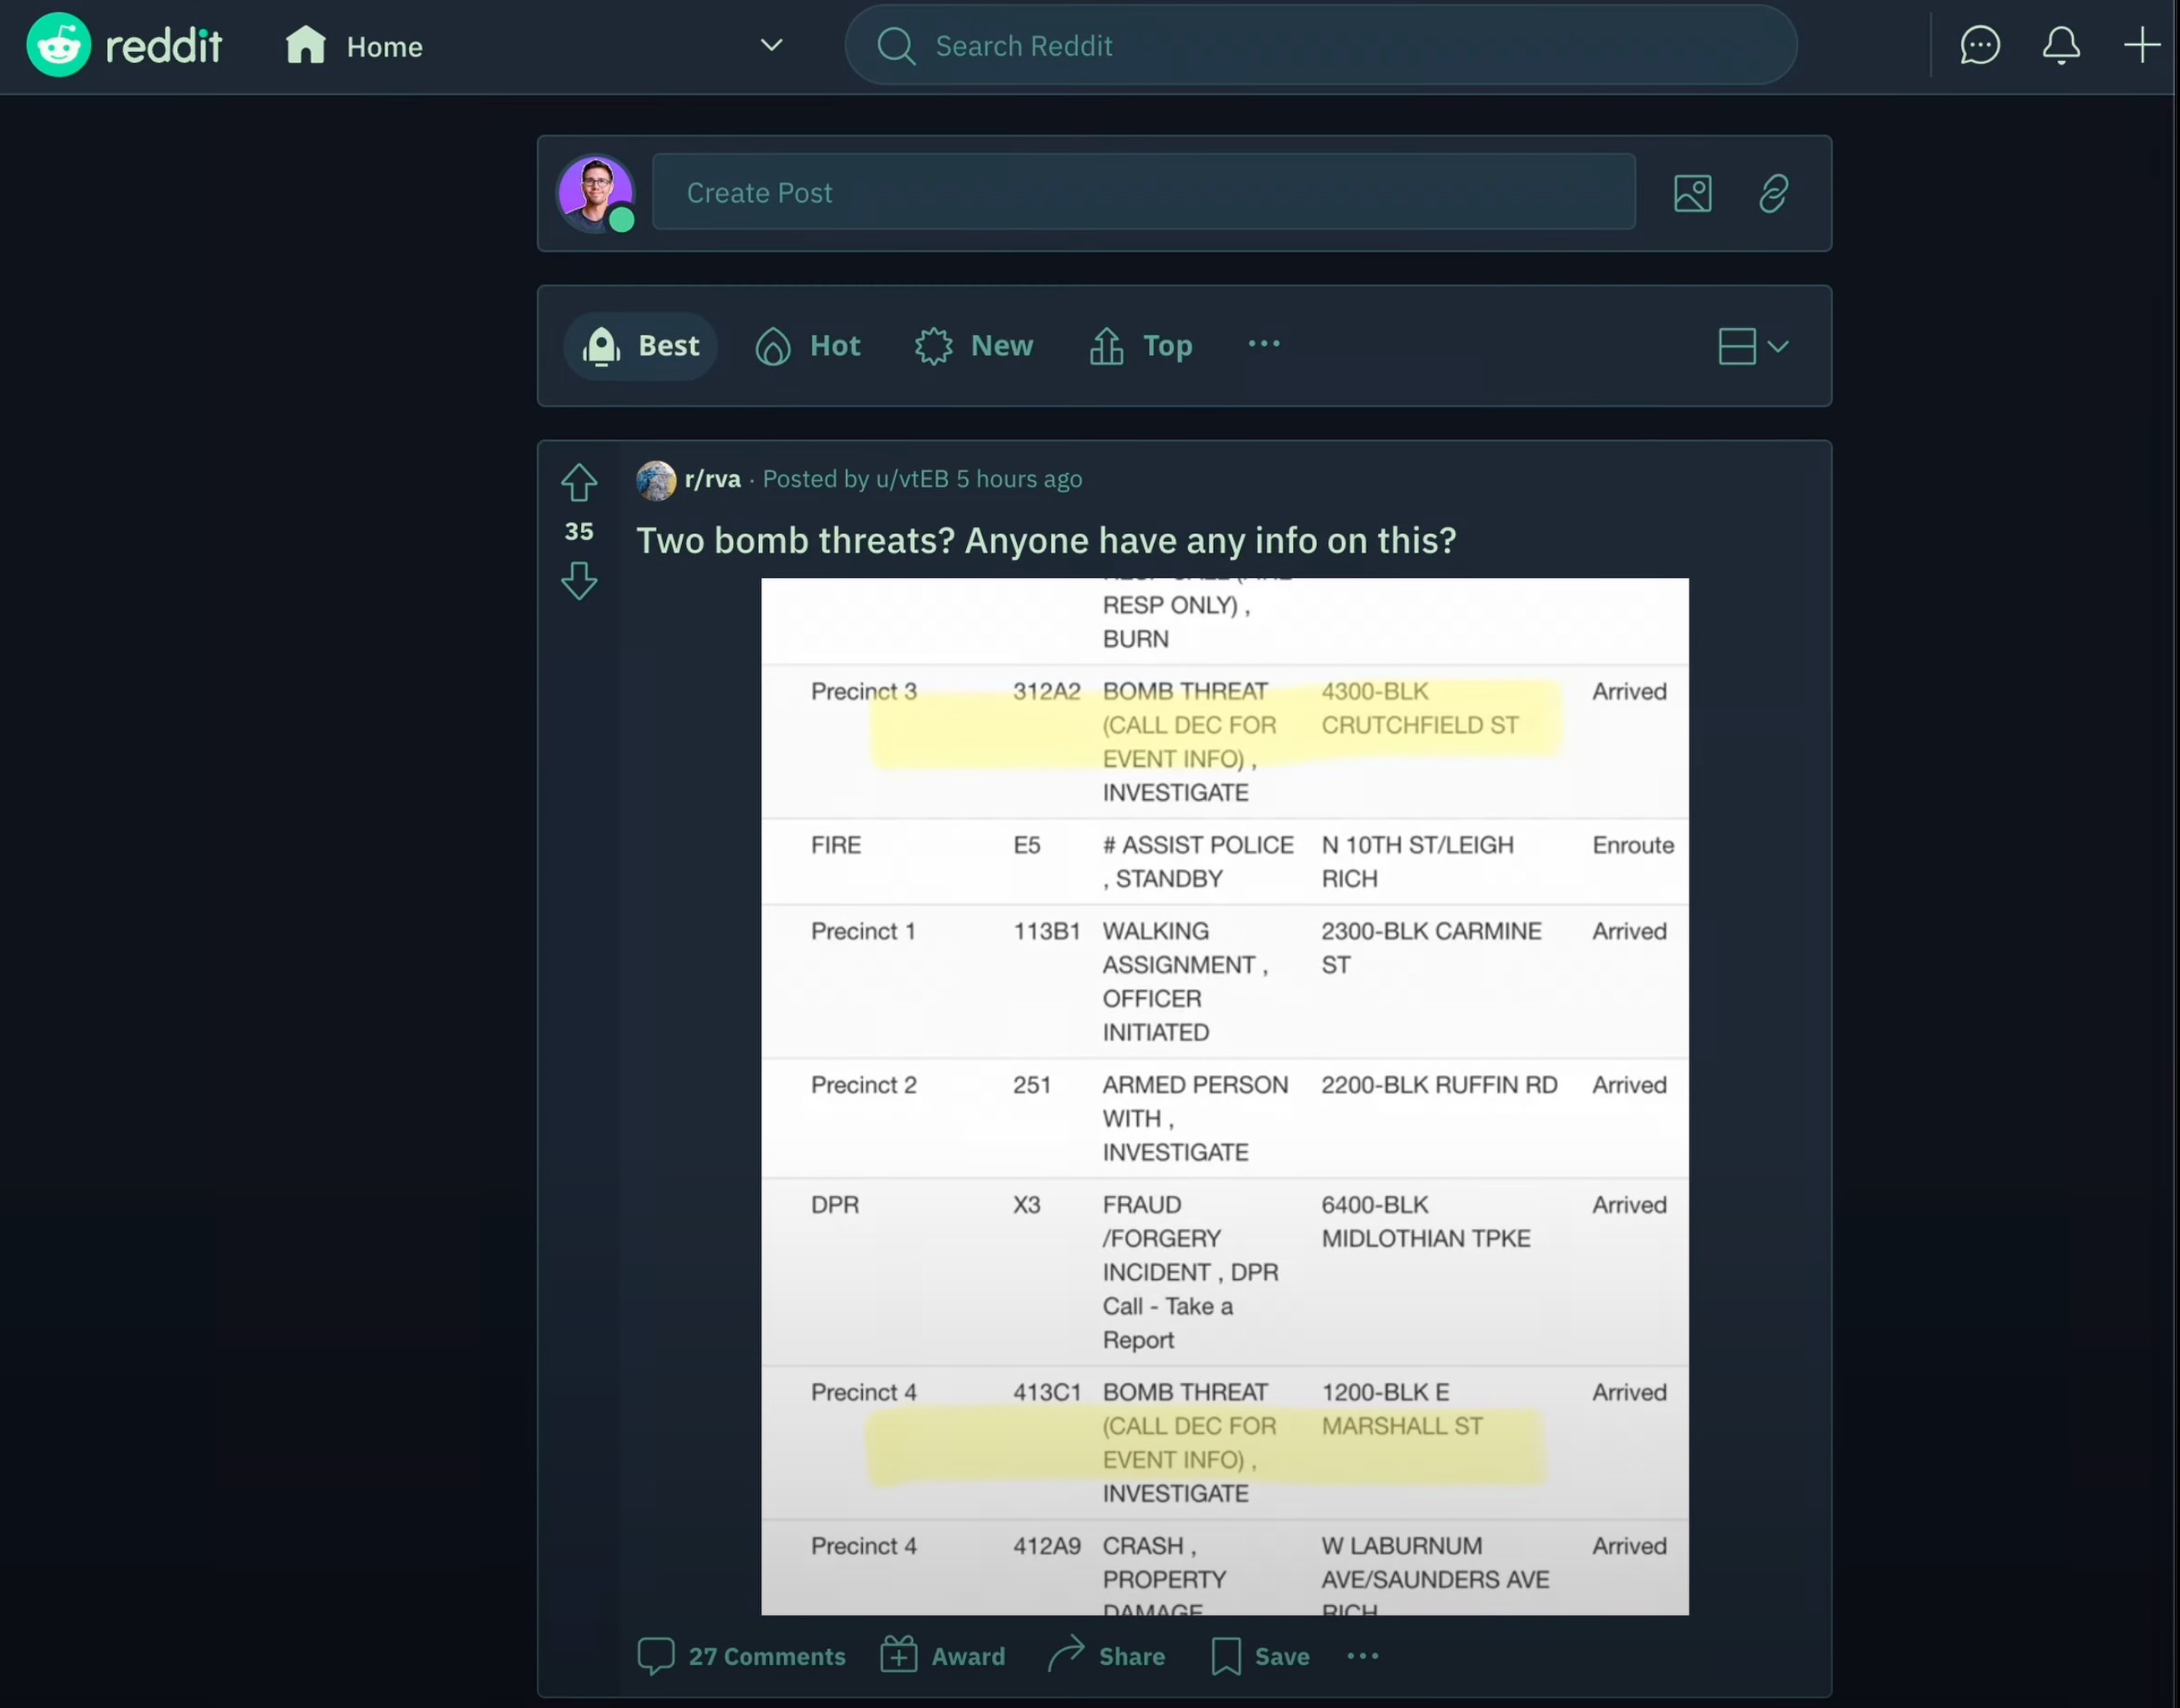 reddit
Home
Search Reddit
Create Post
Best
Hot
New
Top
r/rva · Posted by u/vtEB 5 hours ago
35
Two bomb threats? Anyone have any info on this?
RESP ONLY) ,
BURN
Precinct 3 312A2 BOMB THREAT 4300-BLK Arrived
(CALL DEC FOR CRUTCHFIELD ST
EVENT INFO) ,
INVESTIGATE
FIRE E5 # ASSIST POLICE N 10TH ST/LEIGH Enroute
, STANDBY RICH
Precinct 1 113B1 WALKING 2300-BLK CARMINE Arrived
ASSIGNMENT , ST
OFFICER
INITIATED
Precinct 2 251 ARMED PERSON 2200-BLK RUFFIN RD Arrived
WITH ,
INVESTIGATE
DPR X3 FRAUD 6400-BLK Arrived
/FORGERY MIDLOTHIAN TPKE
INCIDENT , DPR
Call - Take a
Report
Precinct 4 413C1 BOMB THREAT 1200-BLK E Arrived
(CALL DEC FOR MARSHALL ST
EVENT INFO) ,
INVESTIGATE
Precinct 4 412A9 CRASH , W LABURNUM Arrived
PROPERTY AVE/SAUNDERS AVE
DAMAGE RICH
27 Comments Award Share Save